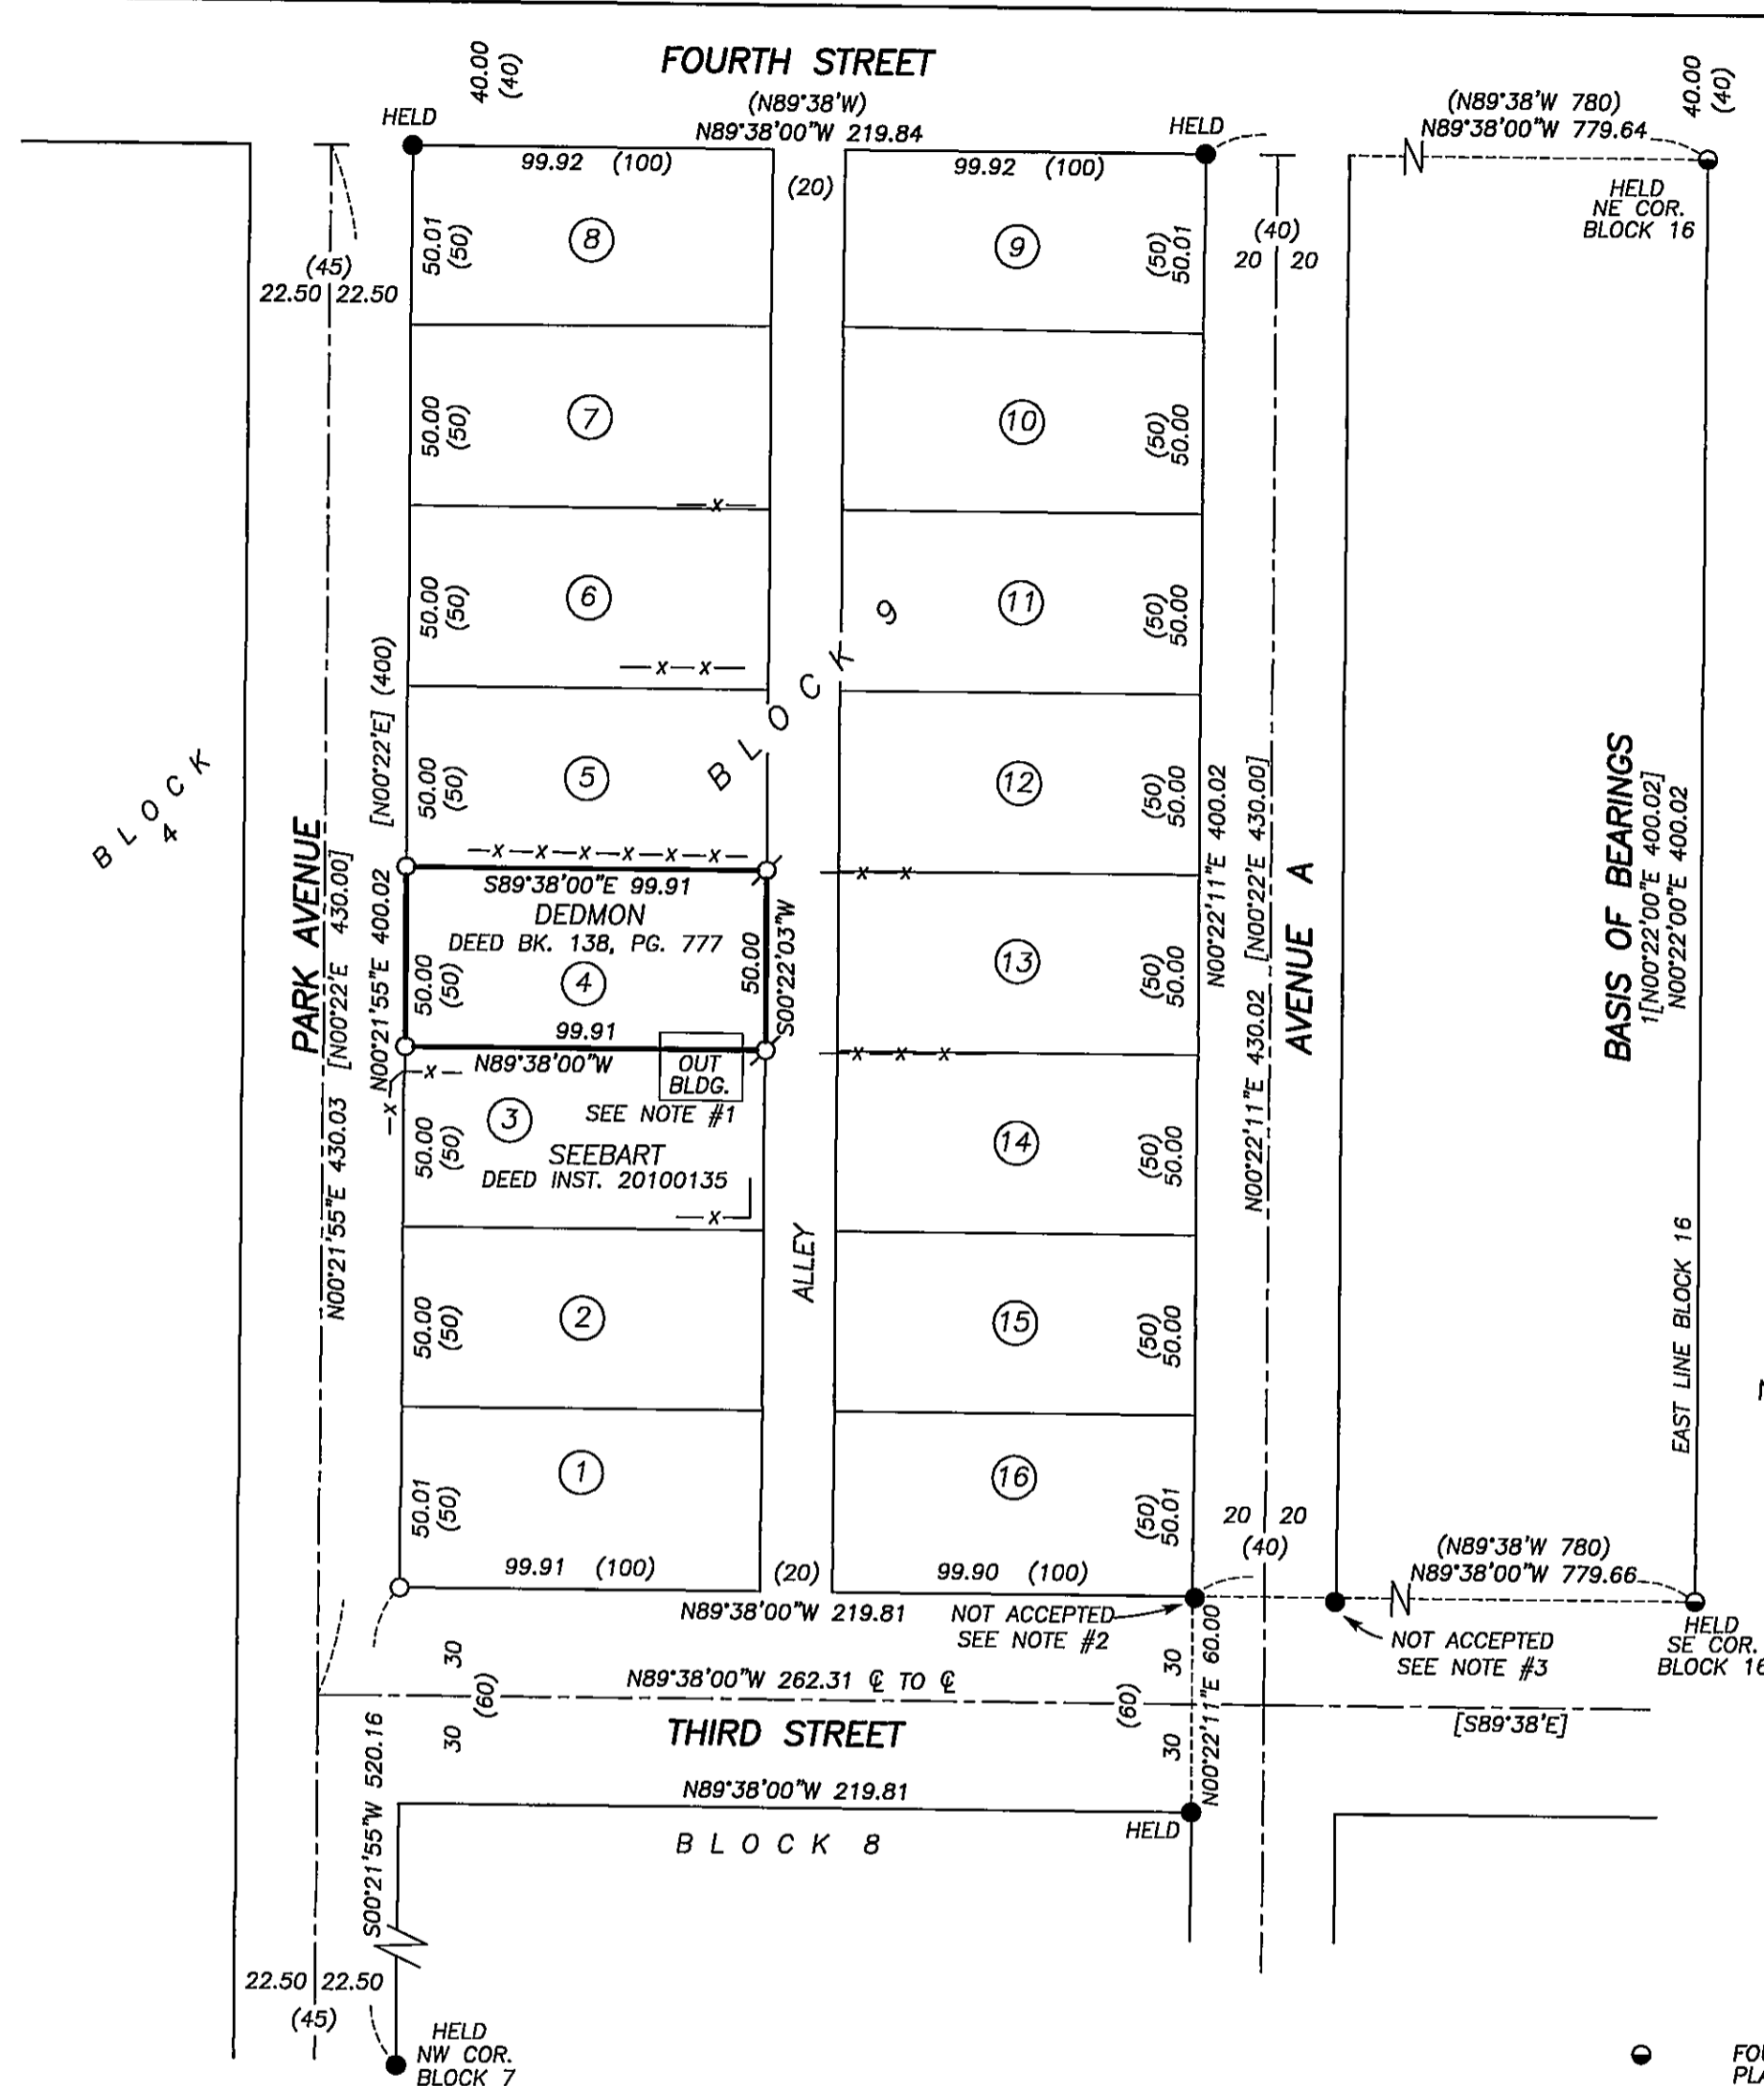 FOURTH STREET
40.00
(40)
(N89°38'W)
N89°38'00"W 219.84
HELD
HELD
(N89°38'W 780)
N89°38'00"W 779.64
40.00
(40)
HELD
NE COR.
BLOCK 16
99.92 (100)
(20)
99.92 (100)
(45)
22.50 22.50
(40)
20 20
50.01
(50)
8
9
(50)
50.01
50.00
(50)
7
10
(50)
50.00
x
50.00
(50)
6
11
(50)
50.00
x x
BLOCK 9
[N00°22'E] (400)
50.00
(50)
5
12
(50)
50.00
BLOCK
4
PARK AVENUE
N00°21'55"E 430.03 [N00°22'E 430.00]
N00°21'55"E 400.02
N00°22'11"E 400.02
N00°22'11"E 430.02 [N00°22'E 430.00]
AVENUE A
BASIS OF BEARINGS
1[N00°22'00"E 400.02]
N00°22'00"E 400.02
x x x x x x
x x
S89°38'00"E 99.91
DEDMON
DEED BK. 138, PG. 777
50.00
(50)
4
50.00
S00°22'03"W
13
(50)
50.00
99.91
N89°38'00"W
x x x
x
x
OUT
BLDG.
SEE NOTE #1
50.00
(50)
3
SEEBART
DEED INST. 20100135
x
14
(50)
50.00
ALLEY
EAST LINE BLOCK 16
50.00
(50)
2
15
(50)
50.00
50.01
(50)
1
16
(50)
50.01
20 20
(40)
99.91 (100)
(20)
99.90 (100)
(N89°38'W 780)
N89°38'00"W 779.66
N89°38'00"W 219.81
NOT ACCEPTED
SEE NOTE #2
NOT ACCEPTED
SEE NOTE #3
HELD
SE COR.
BLOCK 16
30
(60)
30
N89°38'00"W 262.31 ℄ TO ℄
30
(60)
30
N00°22'11"E 60.00
THIRD STREET
[S89°38'E]
S00°21'55"W 520.16
N89°38'00"W 219.81
BLOCK 8
HELD
22.50 22.50
(45)
HELD
NW COR.
BLOCK 7
FOU
PLA